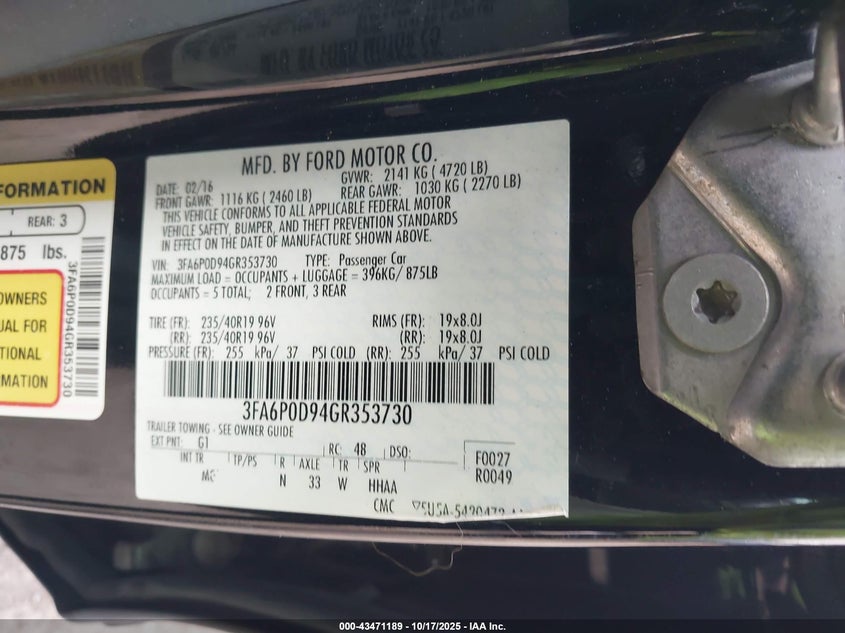 MFD. BY FORD MOTOR CO.
DATE: 02/16 GVWR: 2141 KG ( 4720 LB)
FRONT GAWR: 1116 KG ( 2460 LB) REAR GAWR: 1030 KG ( 2270 LB)
THIS VEHICLE CONFORMS TO ALL APPLICABLE FEDERAL MOTOR
VEHICLE SAFETY, BUMPER, AND THEFT PREVENTION STANDARDS
IN EFFECT ON THE DATE OF MANUFACTURE SHOWN ABOVE.
VIN: 3FA6P0D94GR353730 TYPE: Passenger Car
MAXIMUM LOAD = OCCUPANTS + LUGGAGE = 396KG/ 875LB
OCCUPANTS = 5 TOTAL; 2 FRONT, 3 REAR
TIRE (FR): 235/40R19 96V RIMS (FR): 19x8.0J
(RR): 235/40R19 96V (RR): 19x8.0J
PRESSURE (FR): 255 kPa/ 37 PSI COLD (RR): 255 kPa/ 37 PSI COLD
3FA6P0D94GR353730
TRAILER TOWING - SEE OWNER GUIDE
EXT PNT: G1 RC: 48 DSO:
INT TR TP/PS R AXLE TR SPR F0027
N 33 W HHAA R0049
CMC
FORMATION
REAR: 3
875 lbs.
3FA6P0D94GR353730
OWNERS
UAL FOR
TIONAL
RMATION
000-43471189 - 10/17/2025 - IAA Inc.